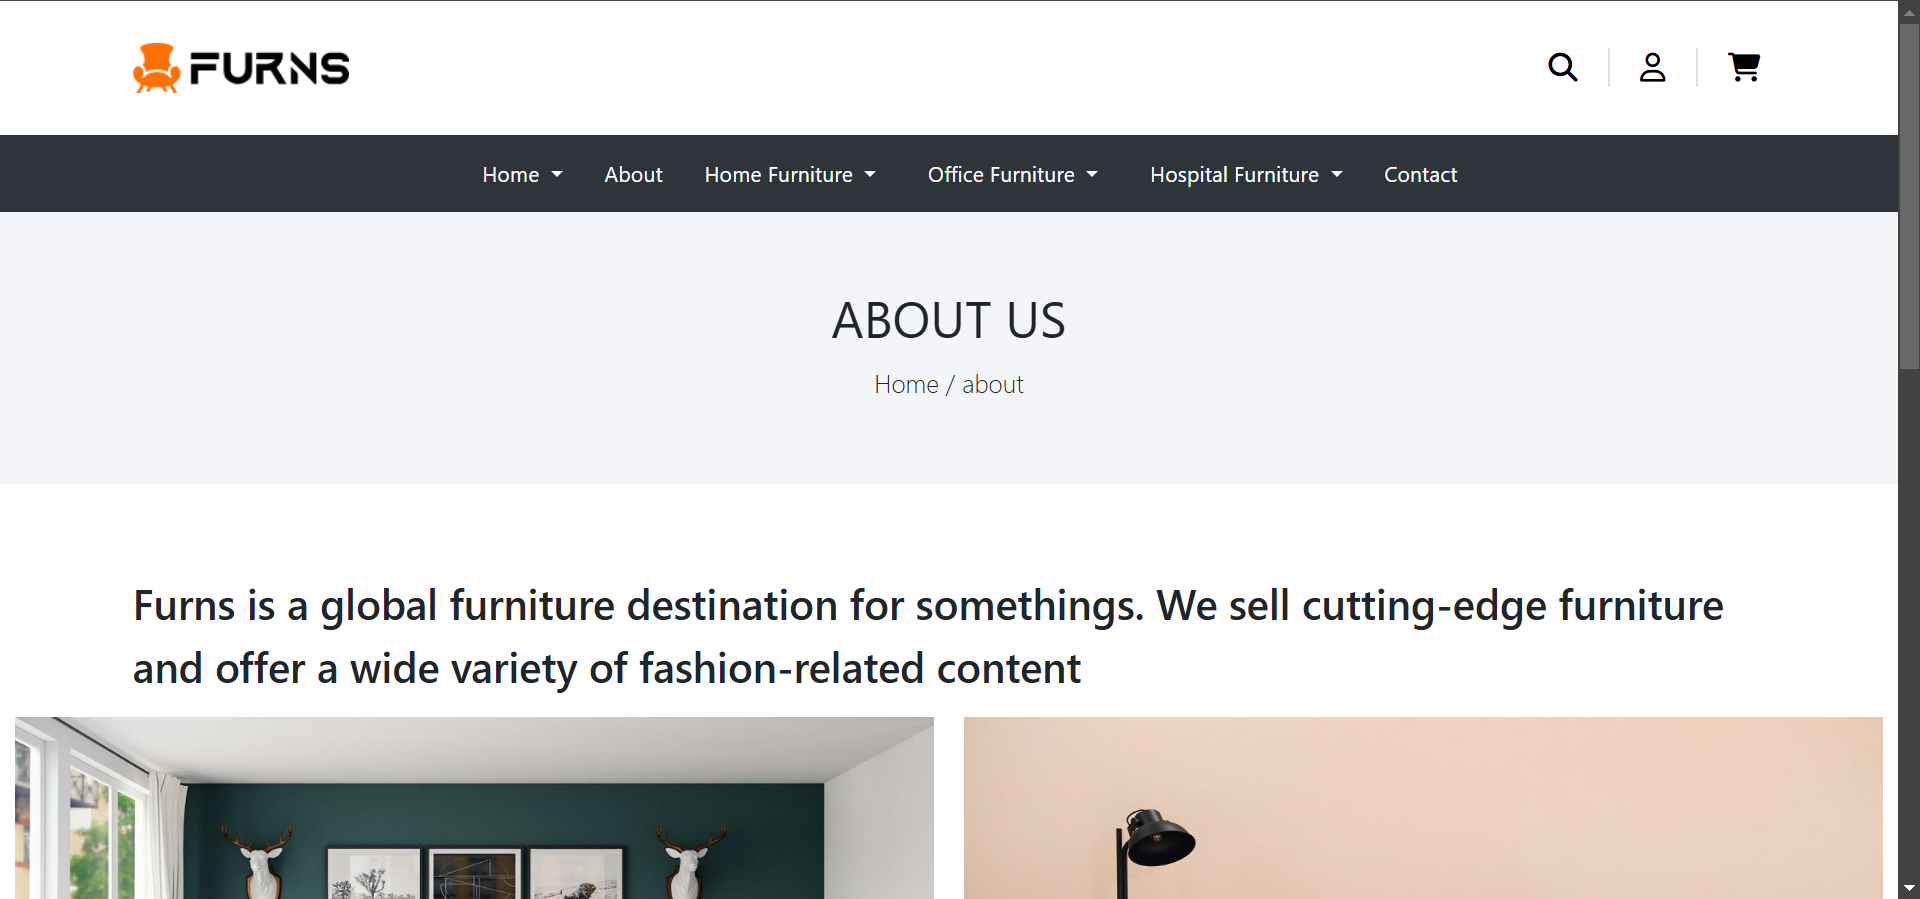 FURNS
Home About Home Furniture Office Furniture Hospital Furniture Contact
ABOUT US
Home / about
Furns is a global furniture destination for somethings. We sell cutting-edge furniture
and offer a wide variety of fashion-related content